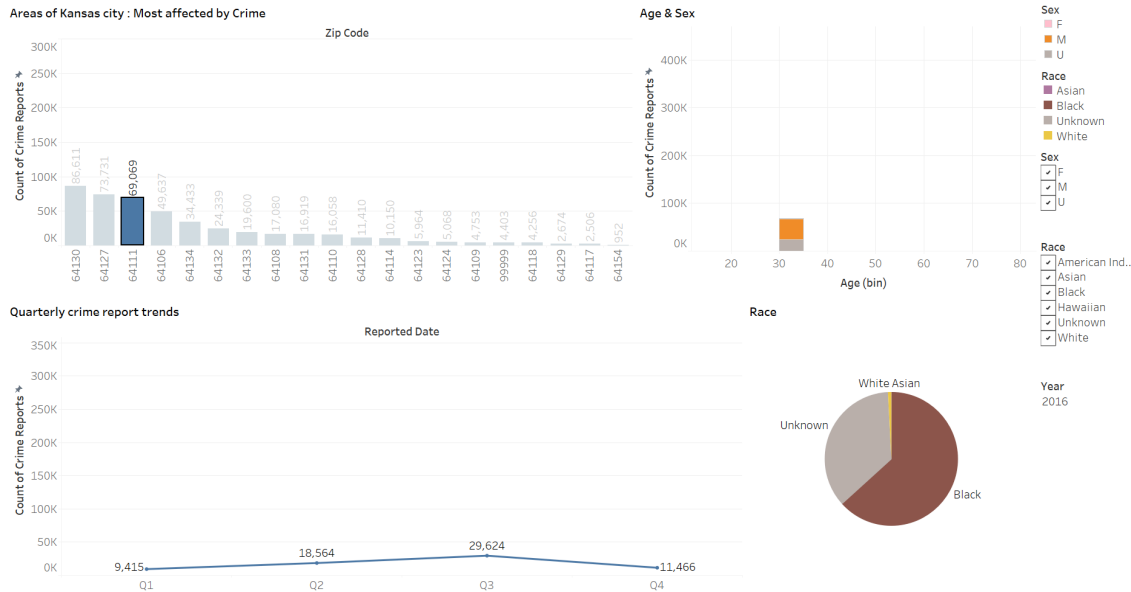 Areas of Kansas city : Most affected by Crime
Zip Code
Count of Crime Reports
300K
250K
200K
150K
100K
50K
0K
86,611
73,731
69,069
49,637
34,433
24,339
19,600
17,080
16,919
16,058
11,410
10,150
5,964
5,068
4,753
4,403
4,256
2,674
2,506
952
64130
64127
64111
64106
64134
64132
64133
64108
64131
64110
64128
64114
64123
64124
64109
99999
64118
64129
64117
64154
Age & Sex
Count of Crime Reports
400K
300K
200K
100K
0K
20 30 40 50 60 70 80
Age (bin)
Sex
F
M
U
Race
Asian
Black
Unknown
White
Sex
F
M
U
Race
American Ind..
Asian
Black
Hawaiian
Unknown
White
Year
2016
Quarterly crime report trends
Reported Date
Count of Crime Reports
350K
300K
250K
200K
150K
100K
50K
0K
9,415
18,564
29,624
11,466
Q1 Q2 Q3 Q4
Race
White Asian
Unknown
Black